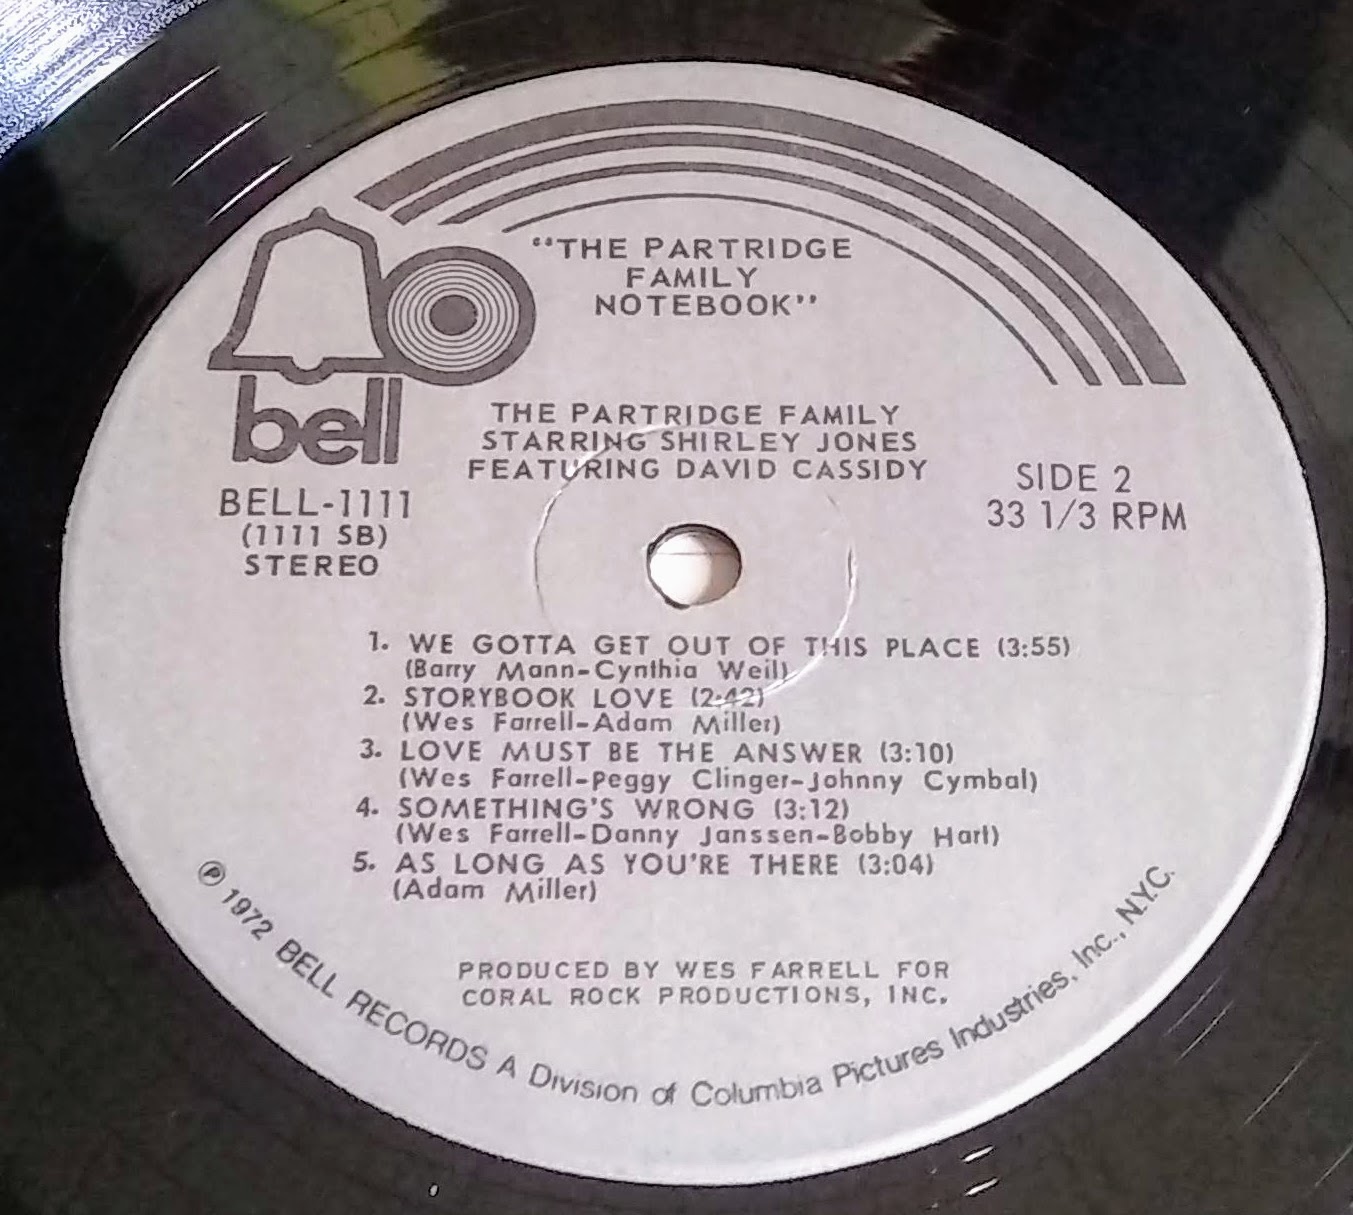 “THE PARTRIDGE
FAMILY
NOTEBOOK”
bell
THE PARTRIDGE FAMILY
STARRING SHIRLEY JONES
FEATURING DAVID CASSIDY
BELL-1111
(1111 SB)
STEREO
SIDE 2
33 1/3 RPM
1. WE GOTTA GET OUT OF THIS PLACE (3:55)
(Barry Mann-Cynthia Weil)
2. STORYBOOK LOVE (2:42)
(Wes Farrell-Adam Miller)
3. LOVE MUST BE THE ANSWER (3:10)
(Wes Farrell-Peggy Clinger-Johnny Cymbal)
4. SOMETHING'S WRONG (3:12)
(Wes Farrell-Danny Janssen-Bobby Hart)
5. AS LONG AS YOU'RE THERE (3:04)
(Adam Miller)
PRODUCED BY WES FARRELL FOR
CORAL ROCK PRODUCTIONS, INC.
℗ 1972 BELL RECORDS A Division of Columbia Pictures Industries, Inc., N.Y.C.